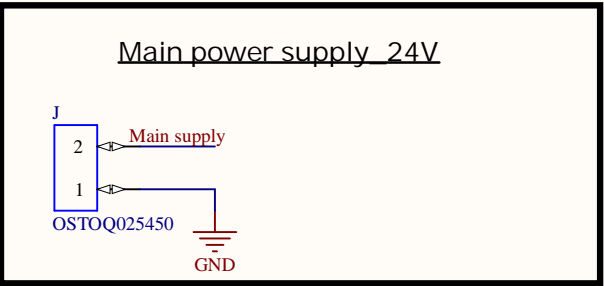 Main power supply_24V
J
Main supply
2
1
OSTOQ025450
GND